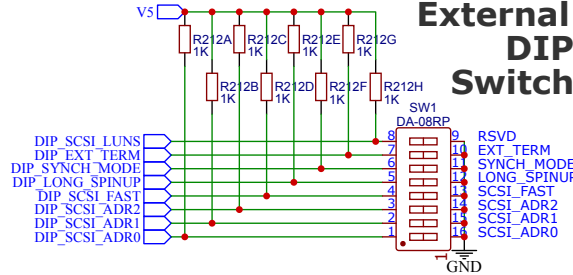 External
DIP
Switch
V5
R212A
1K
R212C
1K
R212E
1K
R212G
1K
R212B
1K
R212D
1K
R212F
1K
R212H
1K
SW1
DA-08RP
DIP_SCSI_LUNS 8 9 RSVD
DIP_EXT_TERM 7 10 EXT_TERM
DIP_SYNCH_MODE 6 11 SYNCH_MODE
DIP_LONG_SPINUP 5 12 LONG_SPINUP
DIP_SCSI_FAST 4 13 SCSI_FAST
DIP_SCSI_ADR2 3 14 SCSI_ADR2
DIP_SCSI_ADR1 2 15 SCSI_ADR1
DIP_SCSI_ADR0 1 16 SCSI_ADR0
1
GND